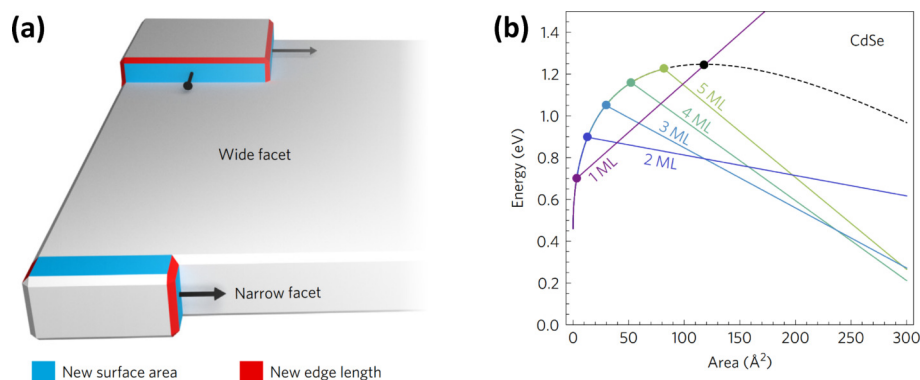 (a)
Wide facet
Narrow facet
New surface area
New edge length
(b)
CdSe
Energy (eV)
1.4
1.2
1.0
0.8
0.6
0.4
0.2
0.0
1 ML
2 ML
3 ML
4 ML
5 ML
0
50
100
150
200
250
300
Area (Å²)